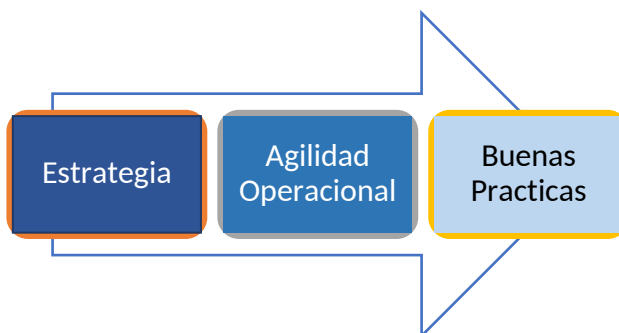 Estrategia
Agilidad
Operacional
Buenas
Practicas